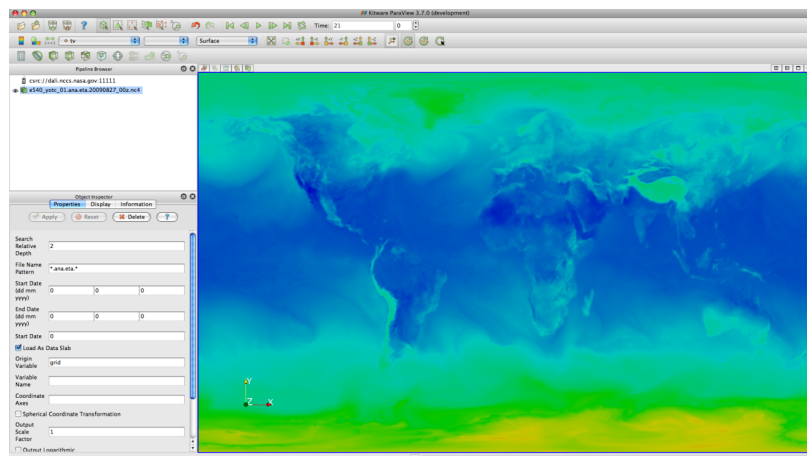 Kitware ParaView 3.7.0 (development)
Time: 21
0
tv
Surface
Pipeline Browser
csrc://dali.nccs.nasa.gov:11111
e540_yotc_01.ana.eta.20090827_00z.nc4
Object Inspector
Properties Display Information
Apply Reset Delete ?
Search Relative Depth 2
File Name Pattern *.ana.eta.*
Start Date (dd mm yyyy) 0 0 0
End Date (dd mm yyyy) 0 0 0
Start Date 0
Load As Data Slab
Origin Variable grid
Variable Name
Coordinate Axes
Spherical Coordinate Transformation
Output Scale Factor 1
Output Logarithmic
Y
Z X